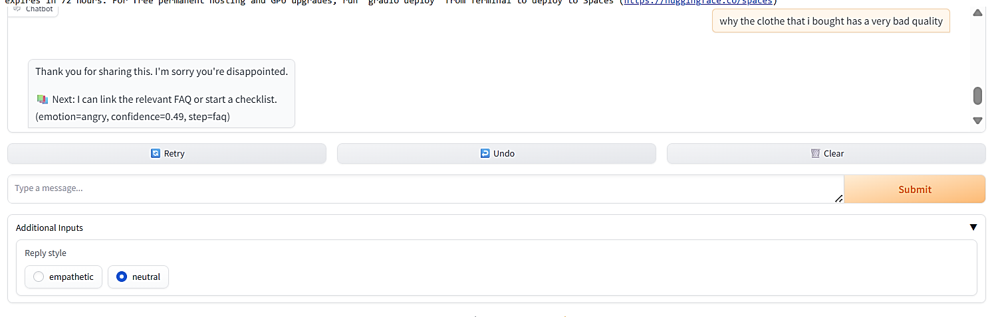 expires in 72 hours. For free permanent hosting and GPU upgrades, run `gradio deploy` from Terminal to deploy to Spaces (https://huggingface.co/spaces)
Chatbot
why the clothe that i bought has a very bad quality
Thank you for sharing this. I'm sorry you're disappointed.
📚 Next: I can link the relevant FAQ or start a checklist.
(emotion=angry, confidence=0.49, step=faq)
Retry
Undo
Clear
Type a message...
Submit
Additional Inputs
Reply style
empathetic
neutral